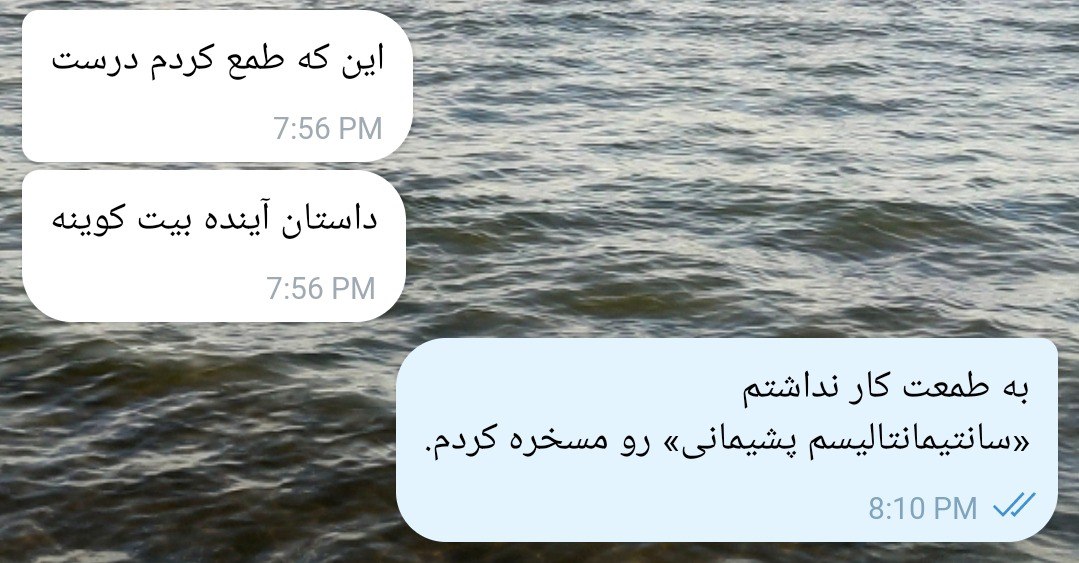 این که طمع کردم درست
7:56 PM
داستان آینده بیت کوینه
7:56 PM
به طمعت کار نداشتم
«سانتیمانتالیسم پشیمانی» رو مسخره کردم.
8:10 PM